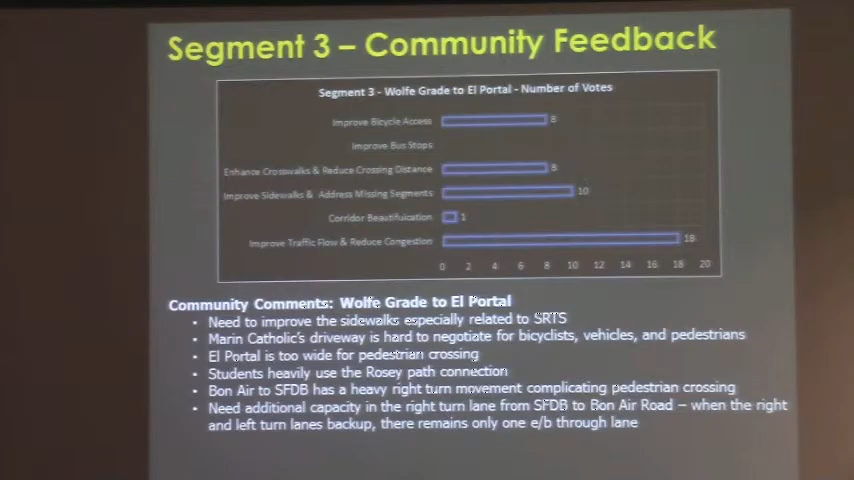 Segment 3 – Community Feedback
Segment 3 - Wolfe Grade to El Portal - Number of Votes
Improve Bicycle Access 8
Improve Bus Stops
Enhance Crosswalks & Reduce Crossing Distance 8
Improve Sidewalks & Address Missing Segments 10
Corridor Beautifuication 1
Improve Traffic Flow & Reduce Congestion 18
0 2 4 6 8 10 12 14 16 18 20
Community Comments: Wolfe Grade to El Portal
• Need to improve the sidewalks especially related to SRTS
• Marin Catholic's driveway is hard to negotiate for bicyclists, vehicles, and pedestrians
• El Portal is too wide for pedestrian crossing
• Students heavily use the Rosey path connection
• Bon Air to SFDB has a heavy right turn movement complicating pedestrian crossing
• Need additional capacity in the right turn lane from SFDB to Bon Air Road – when the right
and left turn lanes backup, there remains only one e/b through lane